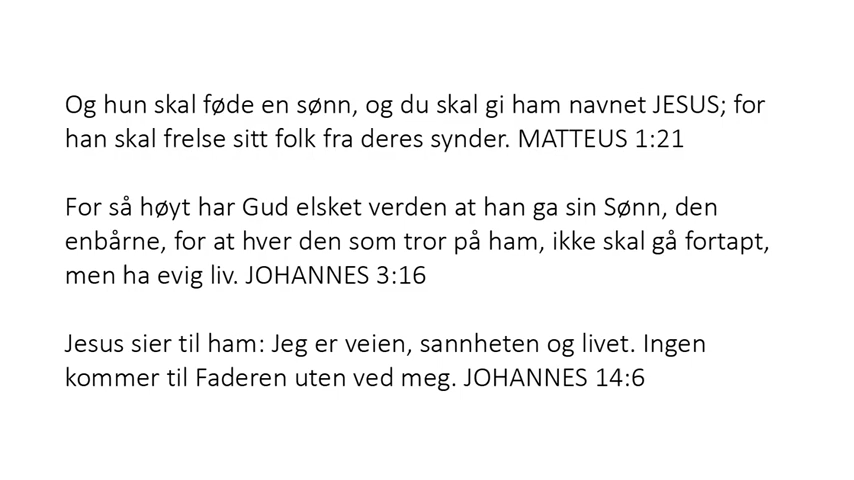 Og hun skal føde en sønn, og du skal gi ham navnet JESUS; for
han skal frelse sitt folk fra deres synder. MATTEUS 1:21
For så høyt har Gud elsket verden at han ga sin Sønn, den
enbårne, for at hver den som tror på ham, ikke skal gå fortapt,
men ha evig liv. JOHANNES 3:16
Jesus sier til ham: Jeg er veien, sannheten og livet. Ingen
kommer til Faderen uten ved meg. JOHANNES 14:6